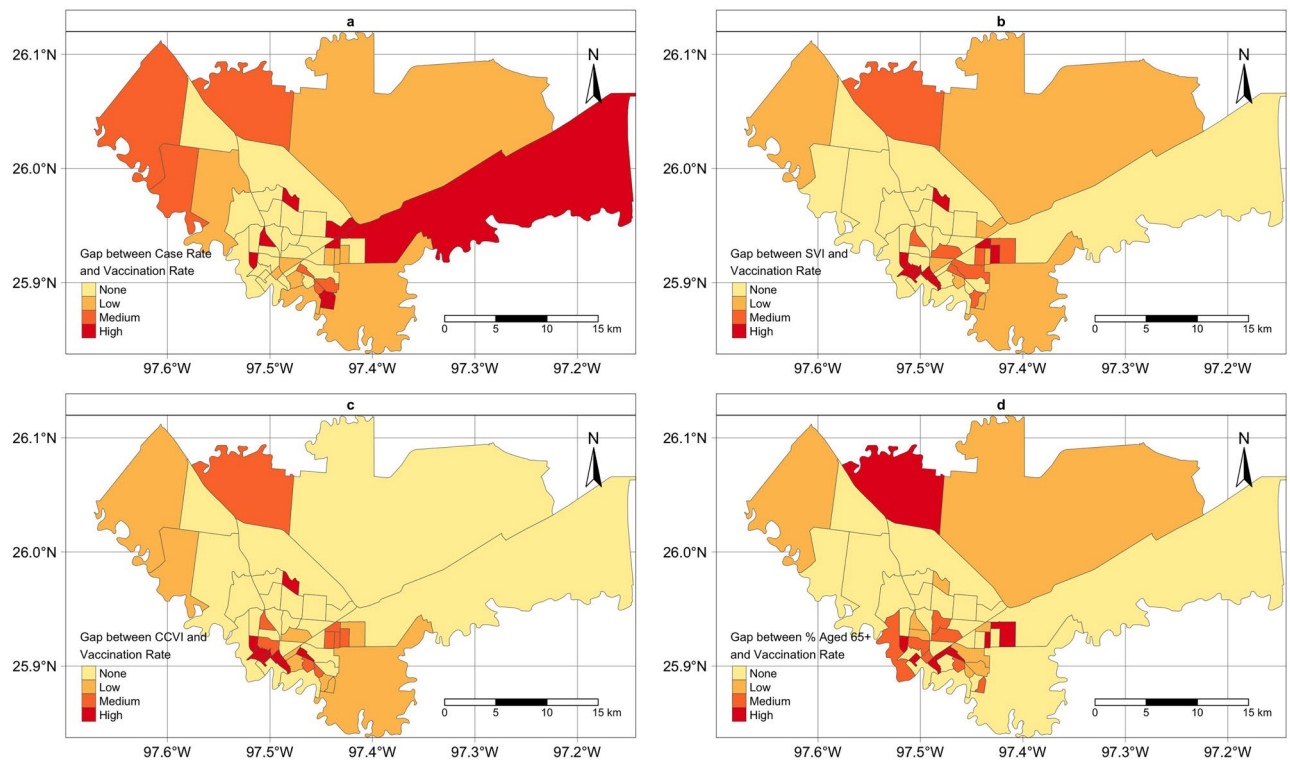 a
26.1°N
26.0°N
25.9°N
N
Gap between Case Rate
and Vaccination Rate
None
Low
Medium
High
0 5 10 15 km
97.6°W 97.5°W 97.4°W 97.3°W 97.2°W
b
26.1°N
26.0°N
25.9°N
N
Gap between SVI and
Vaccination Rate
None
Low
Medium
High
0 5 10 15 km
97.6°W 97.5°W 97.4°W 97.3°W 97.2°W
c
26.1°N
26.0°N
25.9°N
N
Gap between CCVI and
Vaccination Rate
None
Low
Medium
High
0 5 10 15 km
97.6°W 97.5°W 97.4°W 97.3°W 97.2°W
d
26.1°N
26.0°N
25.9°N
N
Gap between % Aged 65+
and Vaccination Rate
None
Low
Medium
High
0 5 10 15 km
97.6°W 97.5°W 97.4°W 97.3°W 97.2°W